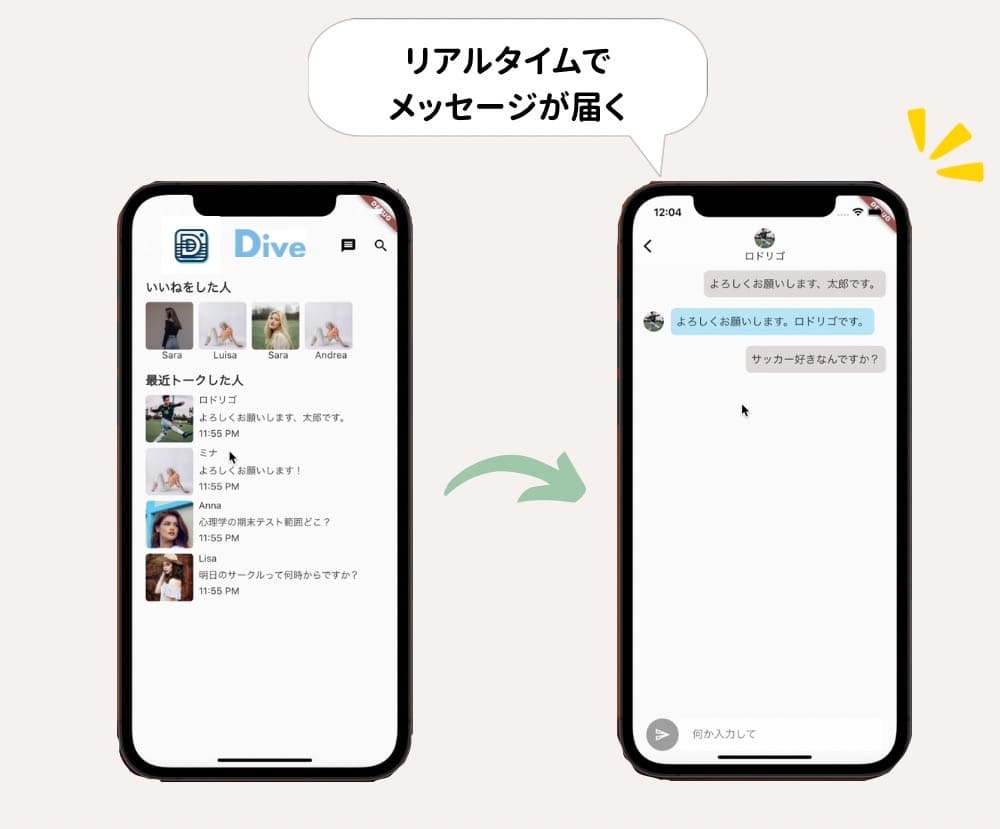 リアルタイムで
メッセージが届く
DEBUG
D
Dive
いいねをした人
Sara
Luisa
Sara
Andrea
最近トークした人
ロドリゴ
よろしくお願いします、太郎です。
11:55 PM
ミナ
よろしくお願いします！
11:55 PM
Anna
心理学の期末テスト範囲どこ？
11:55 PM
Lisa
明日のサークルって何時からですか？
11:55 PM
12:04
DEBUG
ロドリゴ
よろしくお願いします、太郎です。
よろしくお願いします。ロドリゴです。
サッカー好きなんですか？
何か入力して